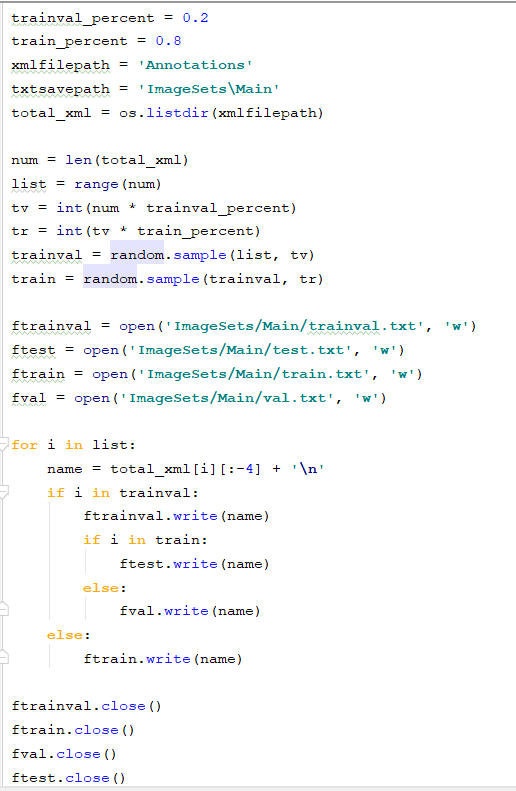 trainval_percent = 0.2
train_percent = 0.8
xmlfilepath = 'Annotations'
txtsavepath = 'ImageSets\Main'
total_xml = os.listdir(xmlfilepath)

num = len(total_xml)
list = range(num)
tv = int(num * trainval_percent)
tr = int(tv * train_percent)
trainval = random.sample(list, tv)
train = random.sample(trainval, tr)

ftrainval = open('ImageSets/Main/trainval.txt', 'w')
ftest = open('ImageSets/Main/test.txt', 'w')
ftrain = open('ImageSets/Main/train.txt', 'w')
fval = open('ImageSets/Main/val.txt', 'w')

for i in list:
    name = total_xml[i][:-4] + '\n'
    if i in trainval:
        ftrainval.write(name)
        if i in train:
            ftest.write(name)
        else:
            fval.write(name)
    else:
        ftrain.write(name)

ftrainval.close()
ftrain.close()
fval.close()
ftest.close()